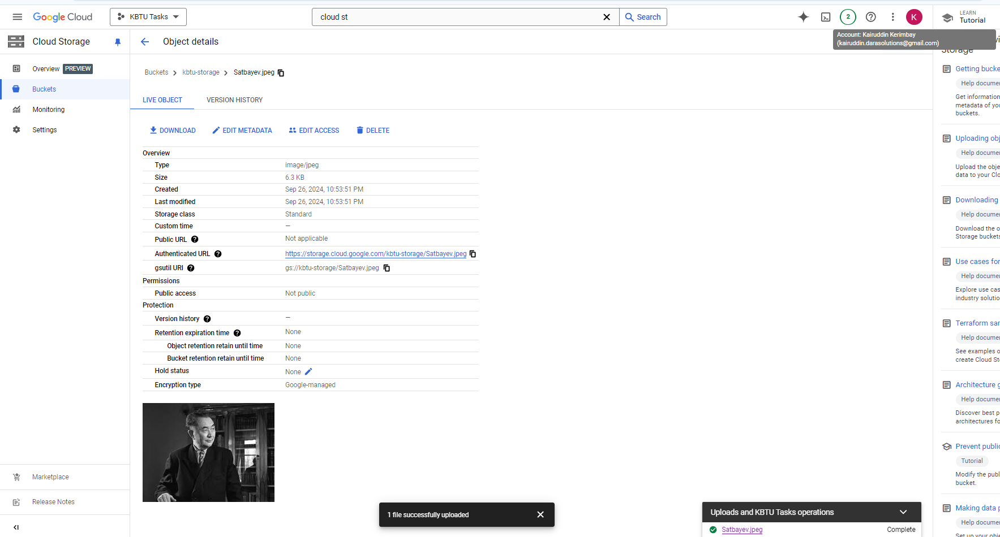 Google Cloud
KBTU Tasks
cloud st
Search
2
K
LEARN
Tutorial
Account: Kairuddin Kerimbay
(kairuddin.darasolutions@gmail.com)
Cloud Storage
Overview PREVIEW
Buckets
Monitoring
Settings
Marketplace
Release Notes
Object details
Buckets kbtu-storage Satbayev.jpeg
LIVE OBJECT VERSION HISTORY
DOWNLOAD EDIT METADATA EDIT ACCESS DELETE
Overview
Type image/jpeg
Size 6.3 KB
Created Sep 26, 2024, 10:53:51 PM
Last modified Sep 26, 2024, 10:53:51 PM
Storage class Standard
Custom time —
Public URL Not applicable
Authenticated URL https://storage.cloud.google.com/kbtu-storage/Satbayev.jpeg
gsutil URI gs://kbtu-storage/Satbayev.jpeg
Permissions
Public access Not public
Protection
Version history —
Retention expiration time None
Object retention retain until time None
Bucket retention retain until time None
Hold status None
Encryption type Google-managed
1 file successfully uploaded
Uploads and KBTU Tasks operations
Satbayev.jpeg Complete
Storage
Getting bucke
Help documen
Get information
metadata of you
buckets.
Uploading obj
Help documen
Upload the obje
data to your Clo
Downloading
Help documen
Download the o
Storage buckets
Use cases for
Help documen
Explore use cas
industry solutio
Terraform sam
Help documen
See examples o
create Cloud Sto
Architecture g
Help documen
Discover best p
architectures fo
Prevent public
Tutorial
Modify the publ
bucket.
Making data p
Help documen
Set up your obje